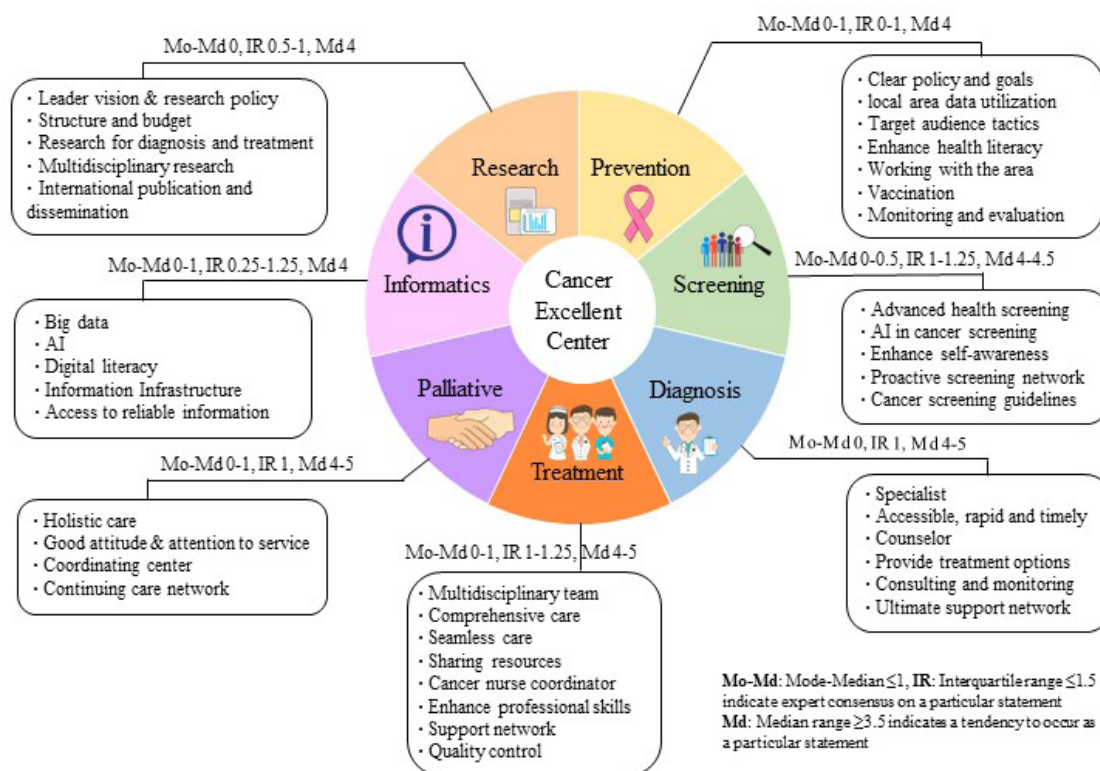 Mo-Md 0, IR 0.5-1, Md 4
· Leader vision & research policy
· Structure and budget
· Research for diagnosis and treatment
· Multidisciplinary research
· International publication and
dissemination
Mo-Md 0-1, IR 0-1, Md 4
· Clear policy and goals
· local area data utilization
· Target audience tactics
· Enhance health literacy
· Working with the area
· Vaccination
· Monitoring and evaluation
Research
Prevention
Informatics
Screening
Cancer
Excellent
Center
Palliative
Diagnosis
Treatment
Mo-Md 0-1, IR 0.25-1.25, Md 4
· Big data
· AI
· Digital literacy
· Information Infrastructure
· Access to reliable information
Mo-Md 0-0.5, IR 1-1.25, Md 4-4.5
· Advanced health screening
· AI in cancer screening
· Enhance self-awareness
· Proactive screening network
· Cancer screening guidelines
Mo-Md 0-1, IR 1, Md 4-5
· Holistic care
· Good attitude & attention to service
· Coordinating center
· Continuing care network
Mo-Md 0-1, IR 1-1.25, Md 4-5
· Multidisciplinary team
· Comprehensive care
· Seamless care
· Sharing resources
· Cancer nurse coordinator
· Enhance professional skills
· Support network
· Quality control
Mo-Md 0, IR 1, Md 4-5
· Specialist
· Accessible, rapid and timely
· Counselor
· Provide treatment options
· Consulting and monitoring
· Ultimate support network
Mo-Md: Mode-Median ≤1, IR: Interquartile range ≤1.5
indicate expert consensus on a particular statement
Md: Median range ≥3.5 indicates a tendency to occur as
a particular statement